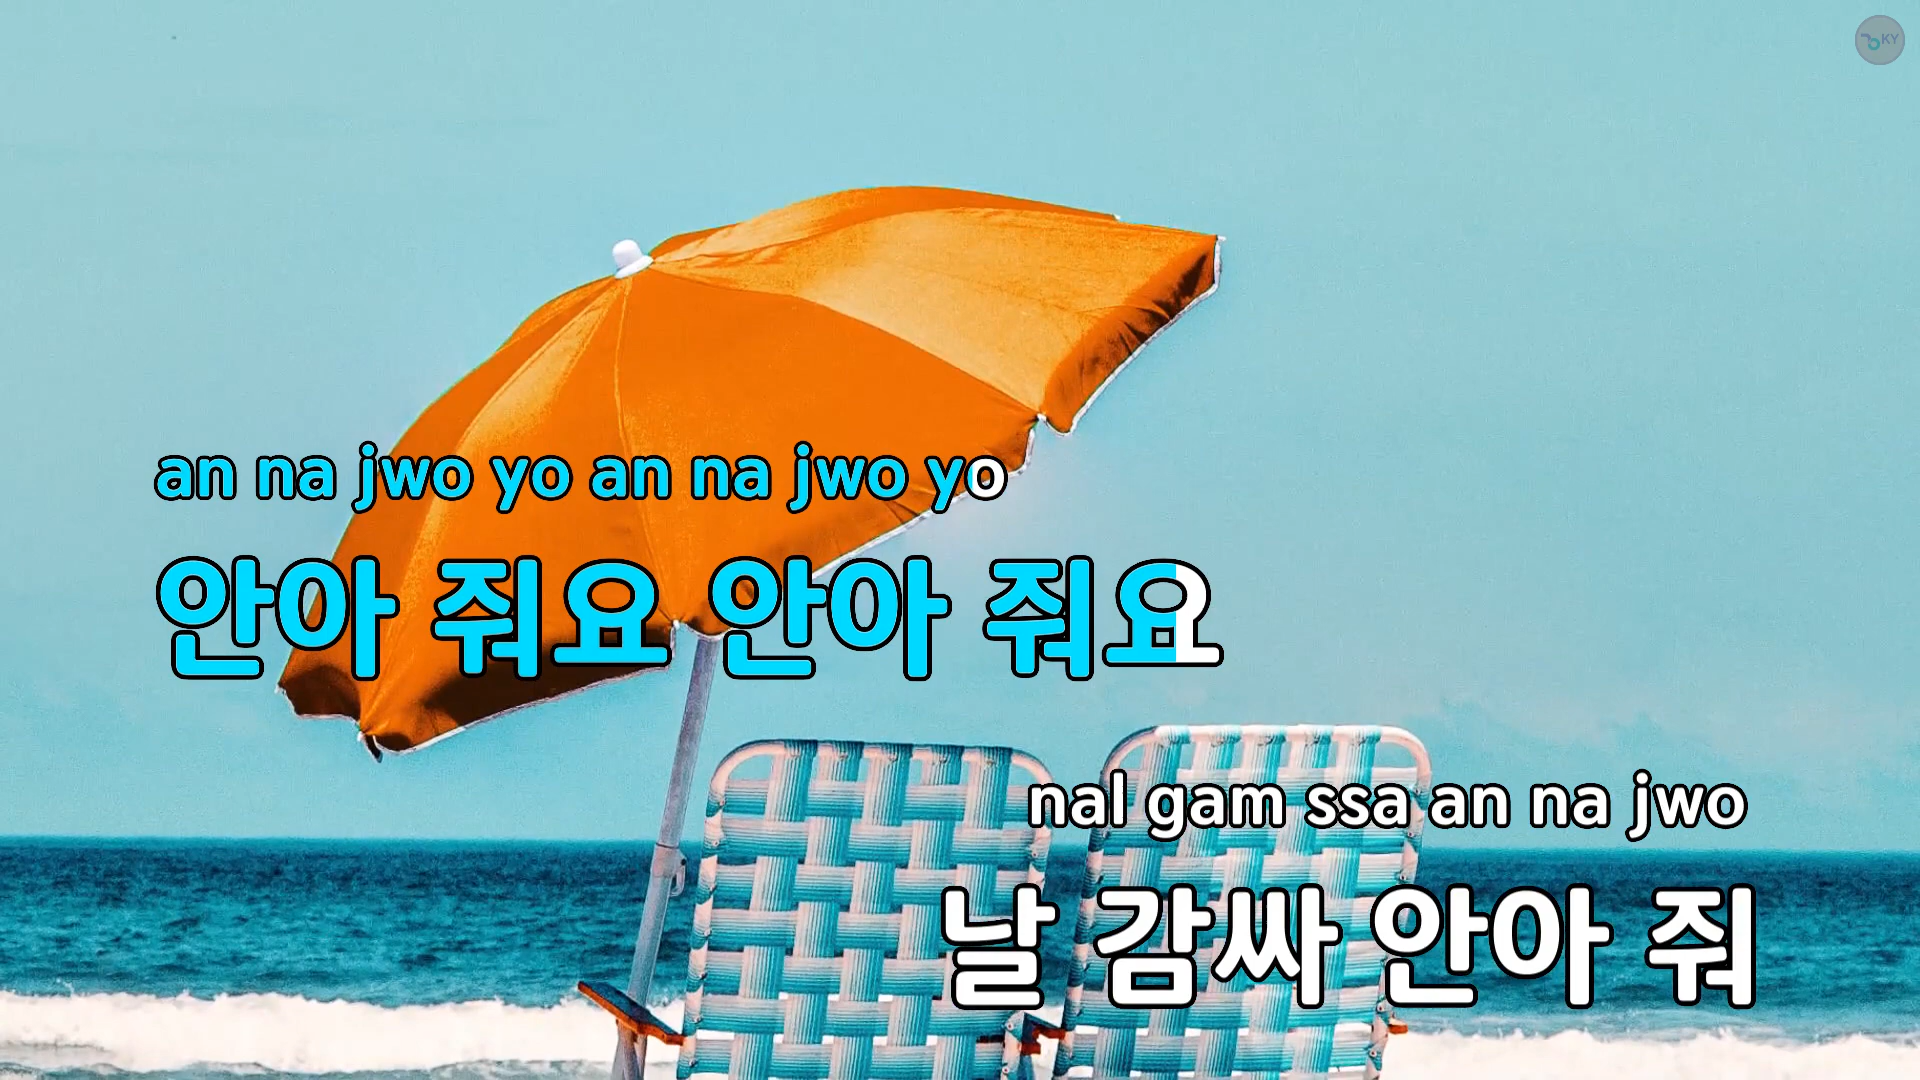 KY
an na jwo yo an na jwo yo
안아 줘요 안아 줘요
nal gam ssa an na jwo
날 감싸 안아 줘